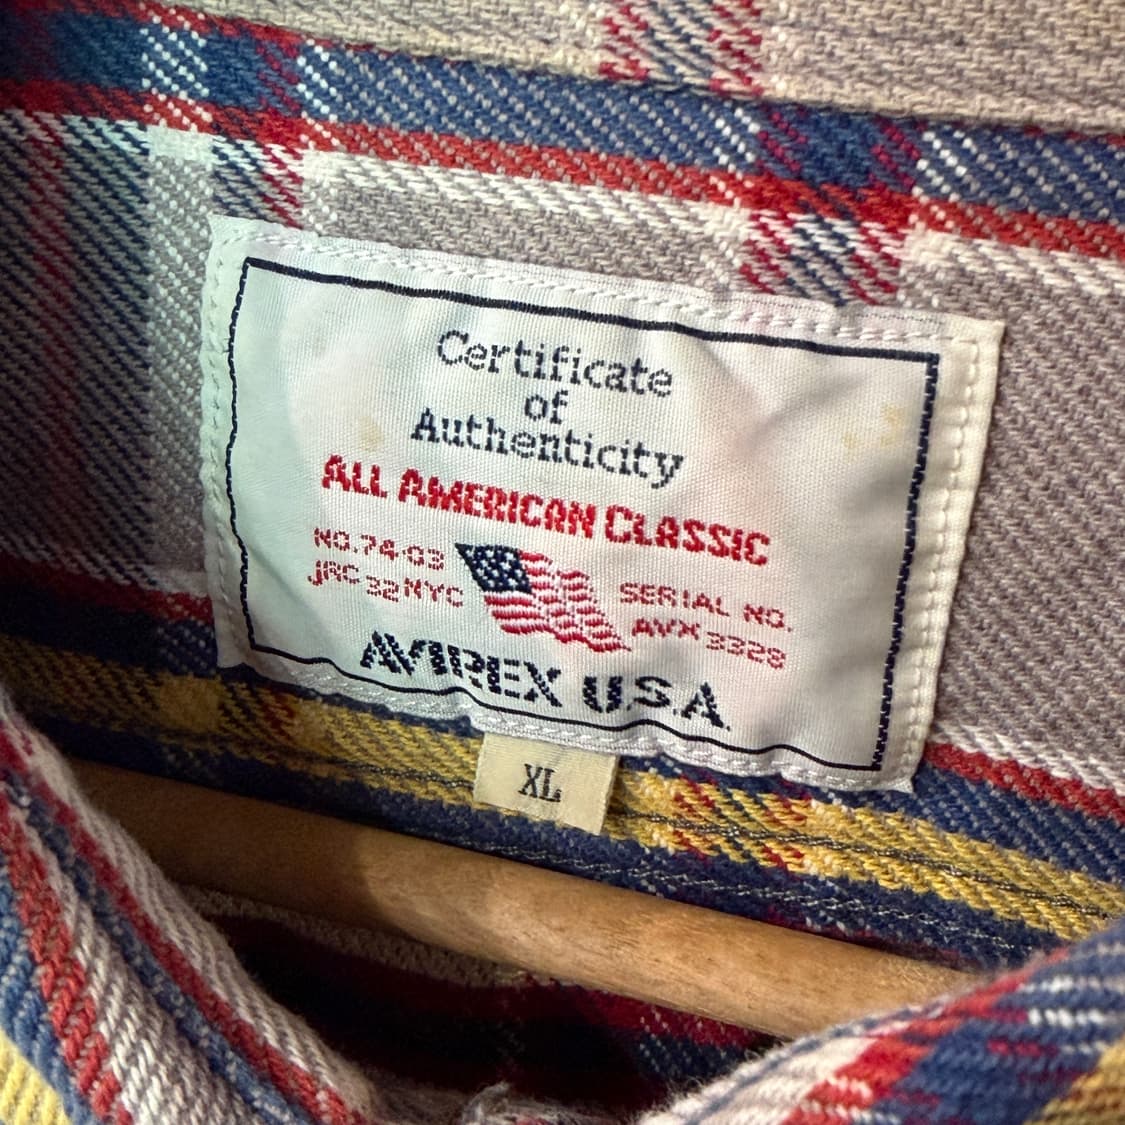 Certificate
of
Authenticity
ALL AMERICAN CLASSIC
NO.74-03
JRC 32 NYC
SERIAL NO.
AVX 3328
AVIREX U.S.A
XL